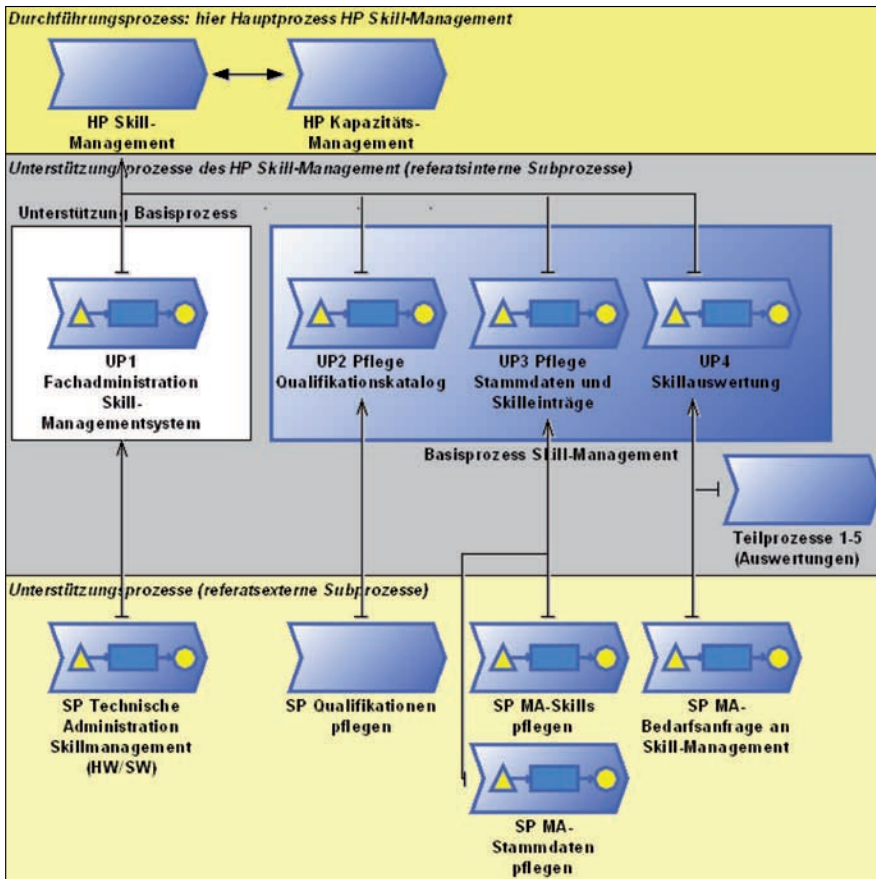 Durchführungsprozess: hier Hauptprozess HP Skill-Management
HP Skill-
Management
HP Kapazitäts-
Management
Unterstützungsprozesse des HP Skill-Management (referatsinterne Subprozesse)
Unterstützung Basisprozess
UP1
Fachadministration
Skill-
Managementsystem
UP2 Pflege
Qualifikationskatalog
UP3 Pflege
Stammdaten und
Skilleinträge
UP4
Skillauswertung
Basisprozess Skill-Management
Teilprozesse 1-5
(Auswertungen)
Unterstützungsprozesse (referatsexterne Subprozesse)
SP Technische
Administration
Skillmanagement
(HW/SW)
SP Qualifikationen
pflegen
SP MA-Skills
pflegen
SP MA-
Bedarfsanfrage an
Skill-Management
SP MA-
Stammdaten
pflegen